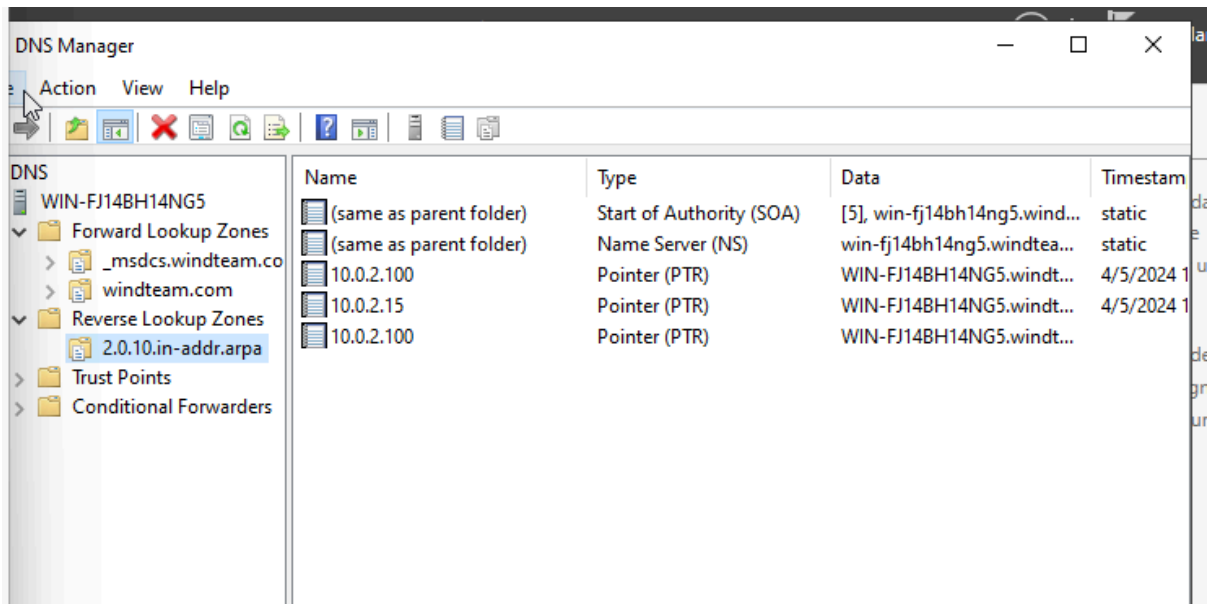 DNS Manager
Action View Help
DNS
WIN-FJ14BH14NG5
Forward Lookup Zones
_msdcs.windteam.co
windteam.com
Reverse Lookup Zones
2.0.10.in-addr.arpa
Trust Points
Conditional Forwarders
Name Type Data Timestam
(same as parent folder) Start of Authority (SOA) [5], win-fj14bh14ng5.wind... static
(same as parent folder) Name Server (NS) win-fj14bh14ng5.windtea... static
10.0.2.100 Pointer (PTR) WIN-FJ14BH14NG5.windt... 4/5/2024 1
10.0.2.15 Pointer (PTR) WIN-FJ14BH14NG5.windt... 4/5/2024 1
10.0.2.100 Pointer (PTR) WIN-FJ14BH14NG5.windt...